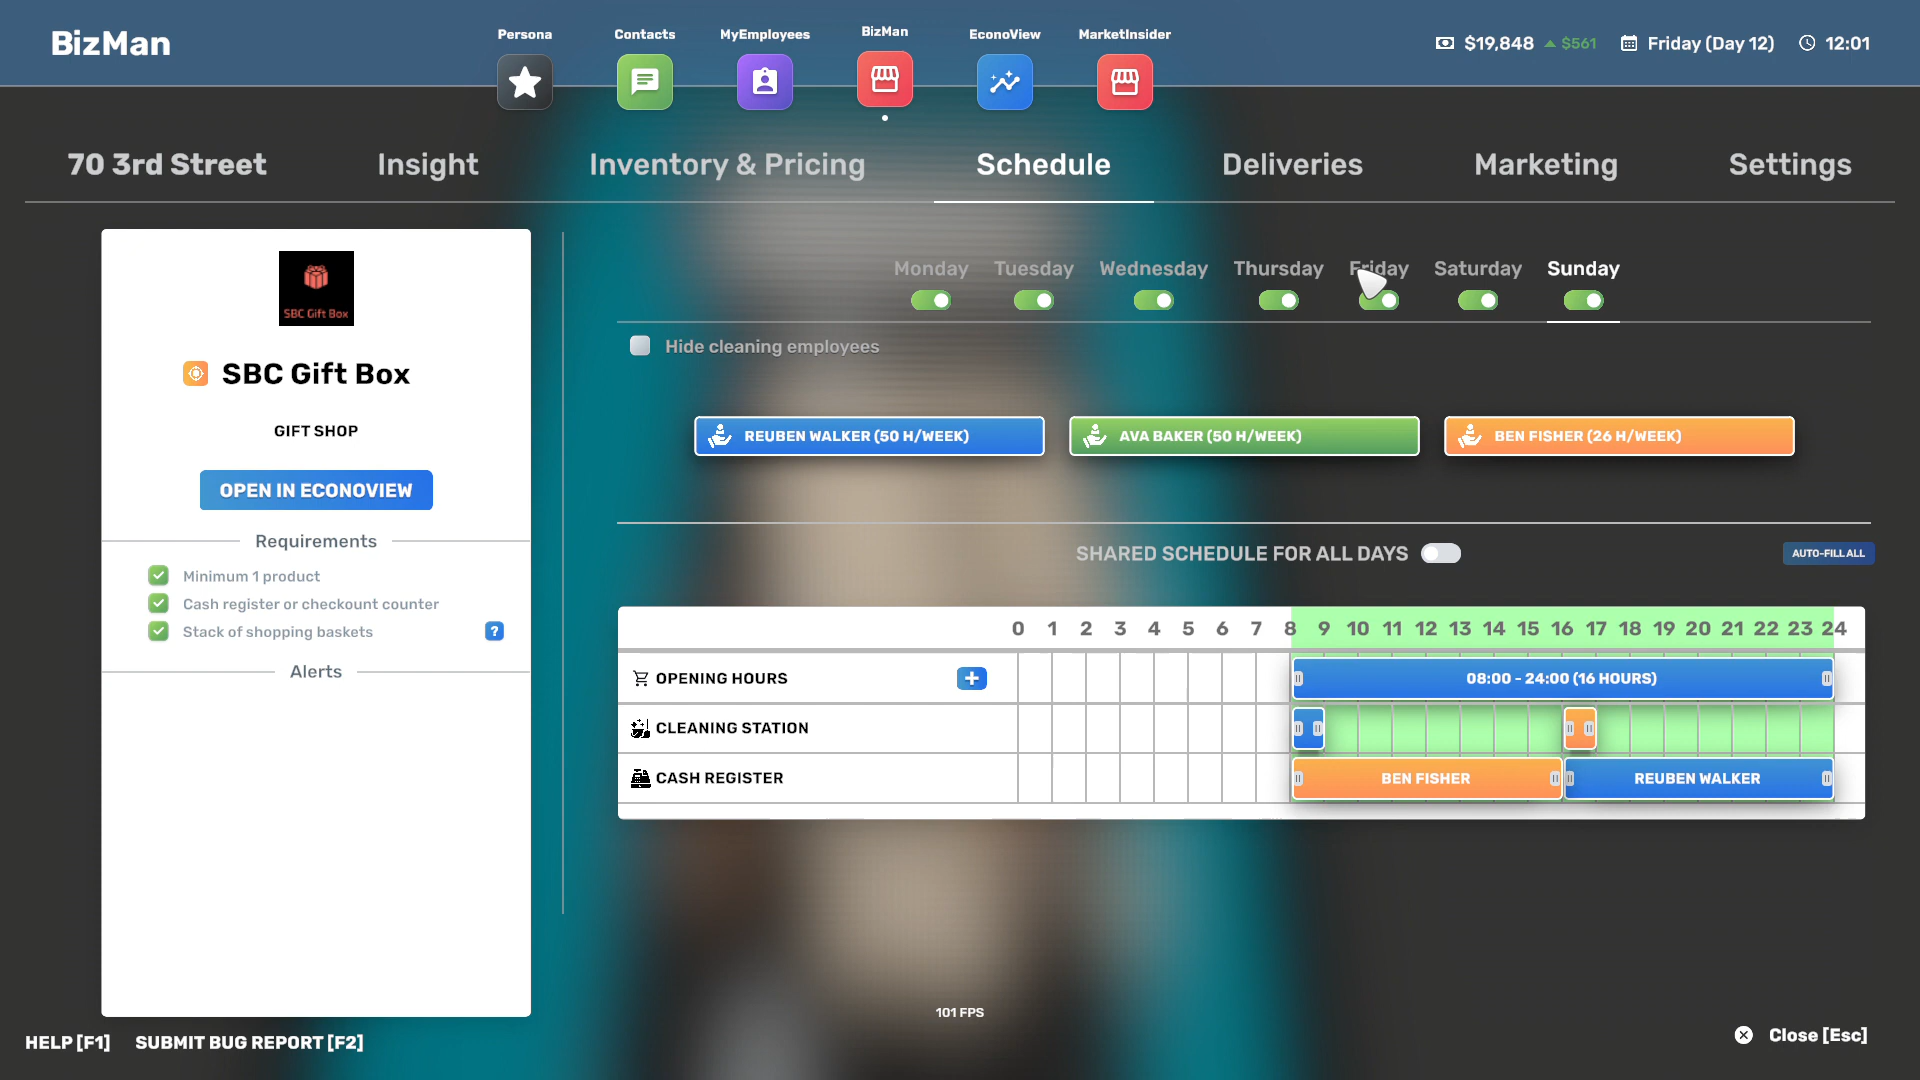 BizMan
Persona
Contacts
MyEmployees
BizMan
EconoView
MarketInsider
$19,848
$561
Friday (Day 12)
12:01
70 3rd Street
Insight
Inventory & Pricing
Schedule
Deliveries
Marketing
Settings
SBC Gift Box
SBC Gift Box
GIFT SHOP
OPEN IN ECONOVIEW
Requirements
Minimum 1 product
Cash register or checkount counter
Stack of shopping baskets
?
Alerts
Monday Tuesday Wednesday Thursday Friday Saturday Sunday
Hide cleaning employees
REUBEN WALKER (50 H/WEEK)
AVA BAKER (50 H/WEEK)
BEN FISHER (26 H/WEEK)
SHARED SCHEDULE FOR ALL DAYS
AUTO-FILL ALL
0 1 2 3 4 5 6 7 8 9 10 11 12 13 14 15 16 17 18 19 20 21 22 23 24
OPENING HOURS
08:00 - 24:00 (16 HOURS)
CLEANING STATION
CASH REGISTER
BEN FISHER
REUBEN WALKER
101 FPS
HELP [F1]
SUBMIT BUG REPORT [F2]
Close [Esc]